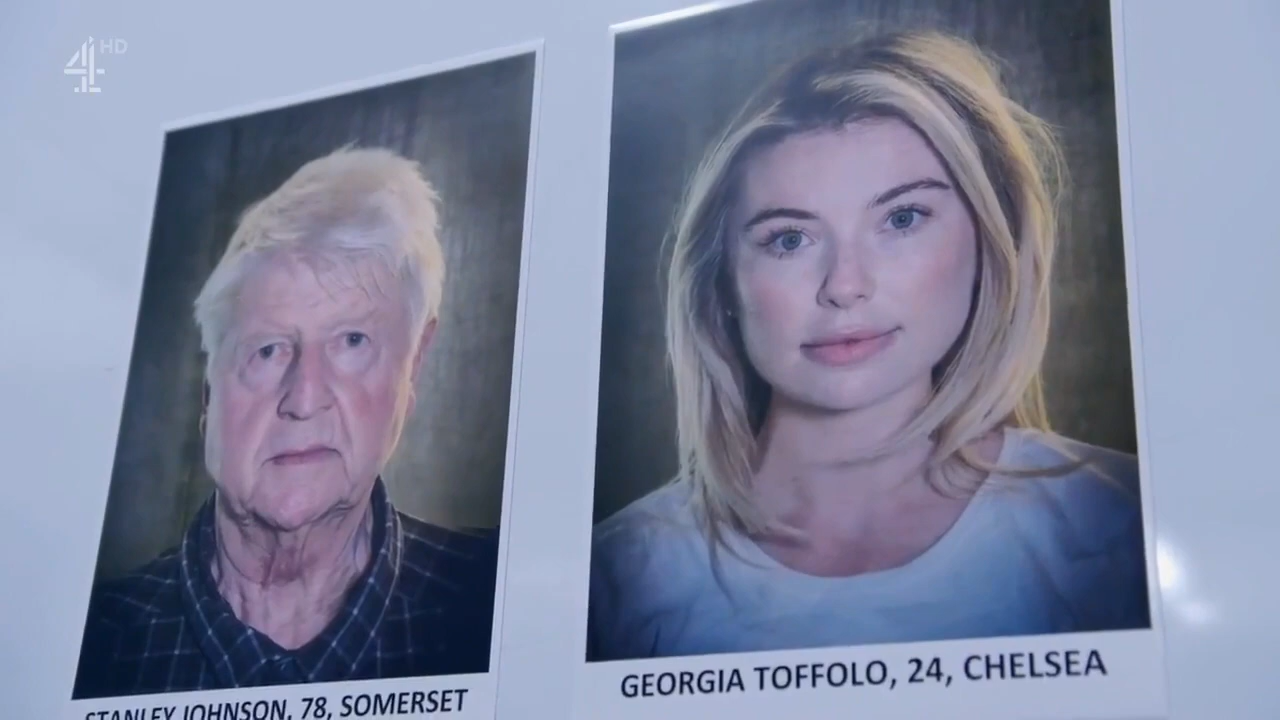 4 HD
STANLEY JOHNSON, 78, SOMERSET
GEORGIA TOFFOLO, 24, CHELSEA